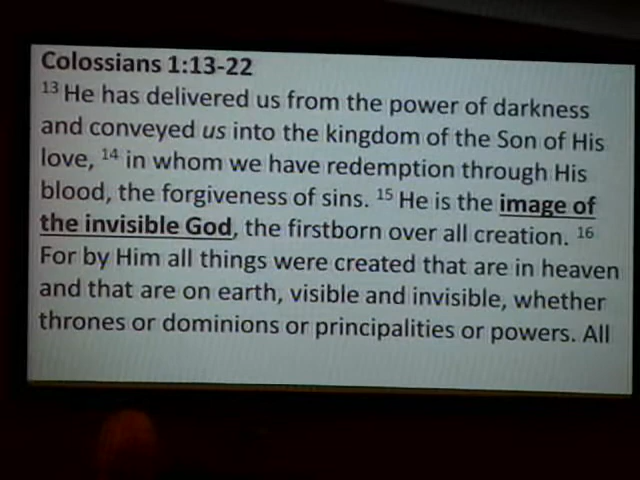 Colossians 1:13-22
13 He has delivered us from the power of darkness
and conveyed us into the kingdom of the Son of His
love, 14 in whom we have redemption through His
blood, the forgiveness of sins. 15 He is the image of
the invisible God, the firstborn over all creation. 16
For by Him all things were created that are in heaven
and that are on earth, visible and invisible, whether
thrones or dominions or principalities or powers. All